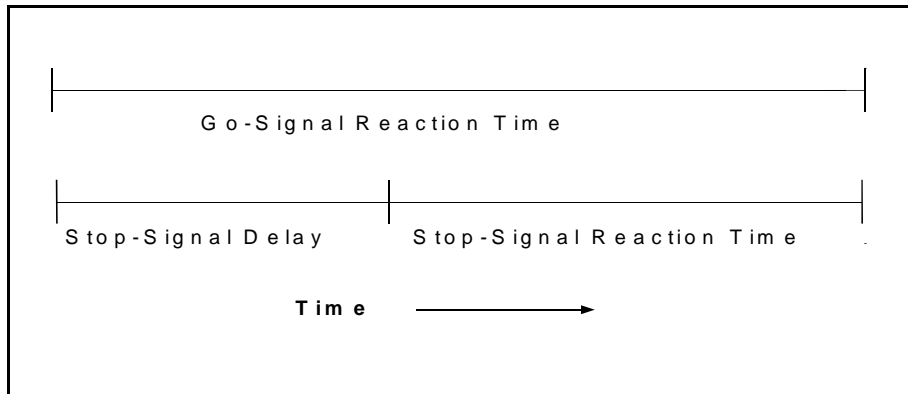 Go-Signal Reaction Time
Stop-Signal Delay Stop-Signal Reaction Time
Time